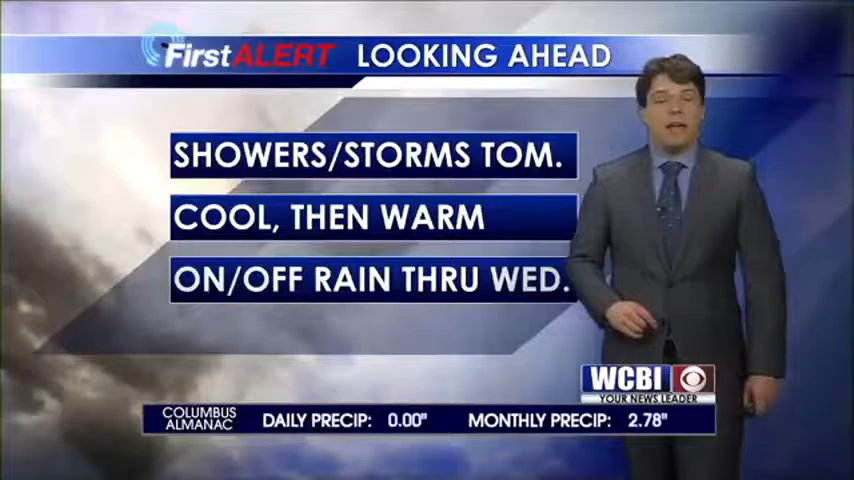 FirstALERT LOOKING AHEAD
SHOWERS/STORMS TOM.
COOL, THEN WARM
ON/OFF RAIN THRU WED.
WCBI
YOUR NEWS LEADER
COLUMBUS
ALMANAC
DAILY PRECIP: 0.00" MONTHLY PRECIP: 2.78"